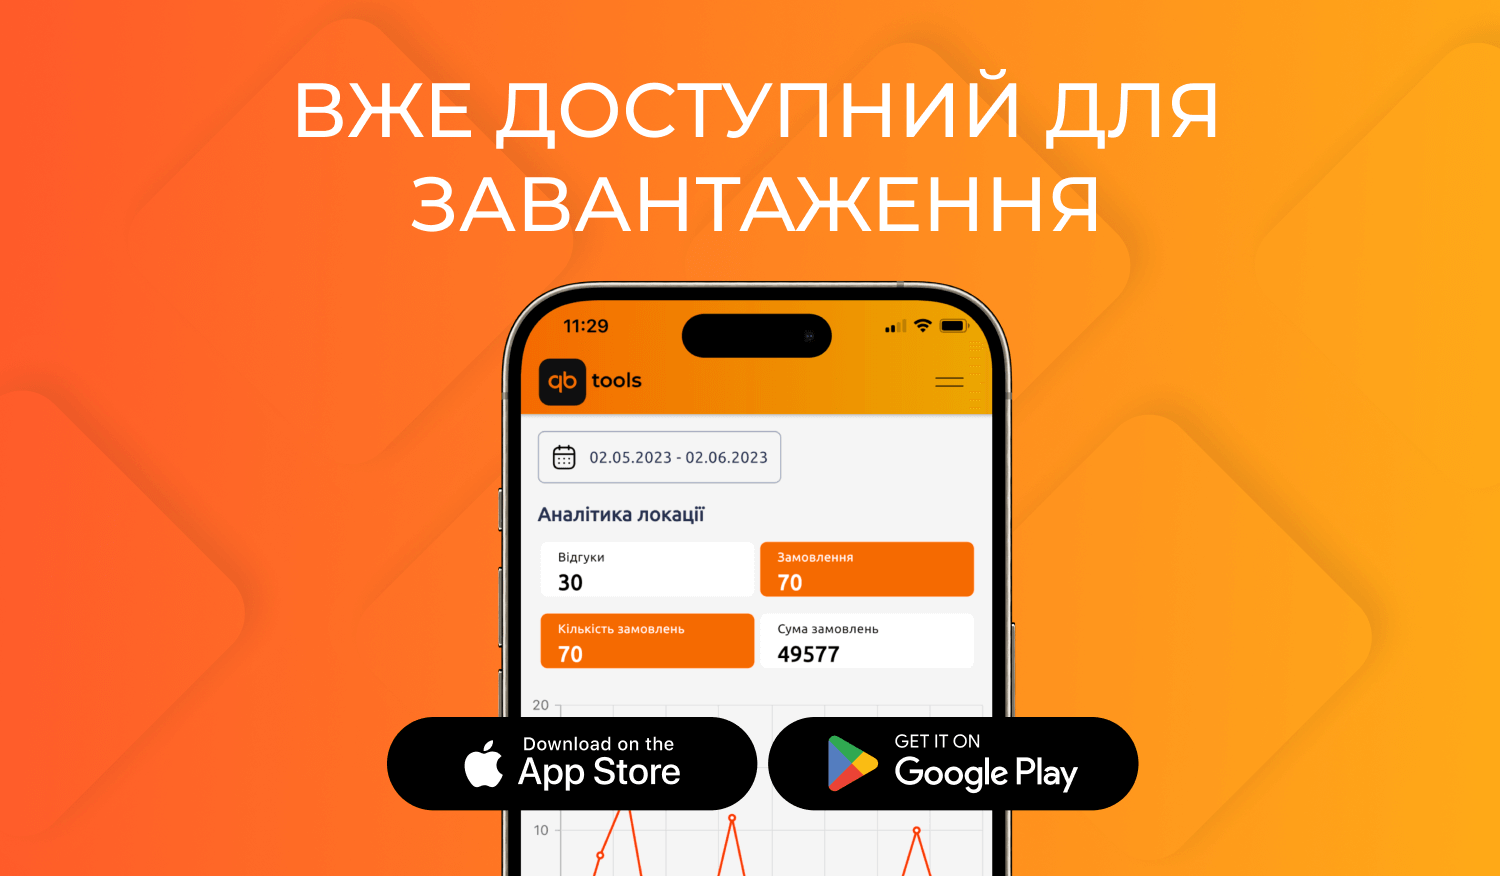 ВЖЕ ДОСТУПНИЙ ДЛЯ
ЗАВАНТАЖЕННЯ
11:29
qb tools
02.05.2023 - 02.06.2023
Аналітика локації
Відгуки
30
Замовлення
70
Кількість замовлень
70
Сума замовлень
49577
20
Download on the
App Store
GET IT ON
Google Play
10